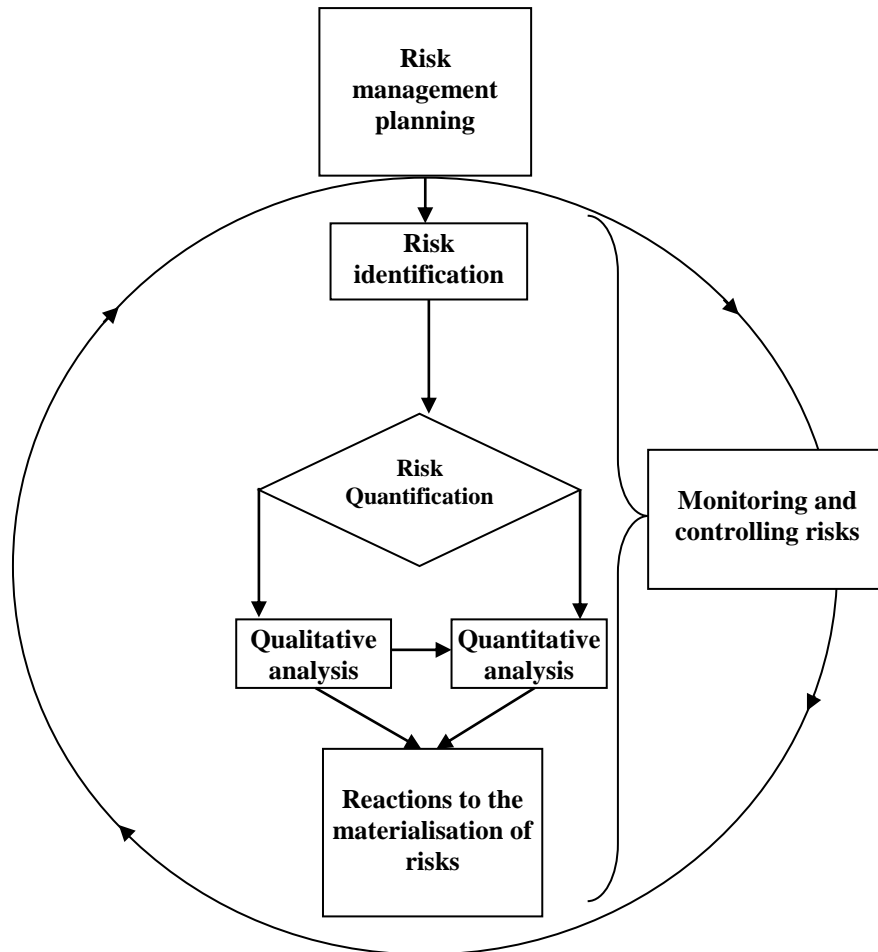 Risk
management
planning
Risk
identification
Risk
Quantification
Monitoring and
controlling risks
Qualitative
analysis
Quantitative
analysis
Reactions to the
materialisation of
risks